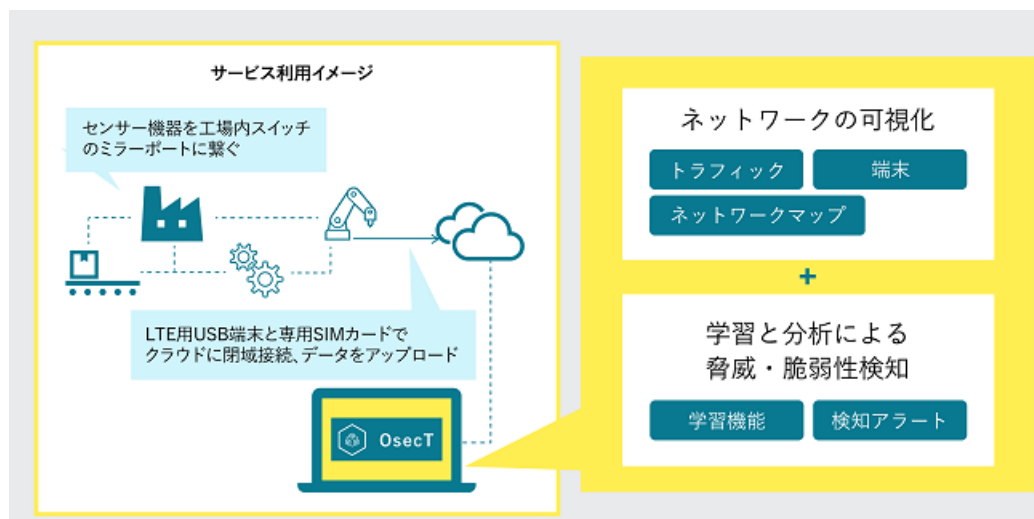 サービス利用イメージ
センサー機器を工場内スイッチ
のミラーポートに繋ぐ
LTE用USB端末と専用SIMカードで
クラウドに閉域接続、データをアップロード
OsecT
ネットワークの可視化
トラフィック
端末
ネットワークマップ
+
学習と分析による
脅威・脆弱性検知
学習機能
検知アラート